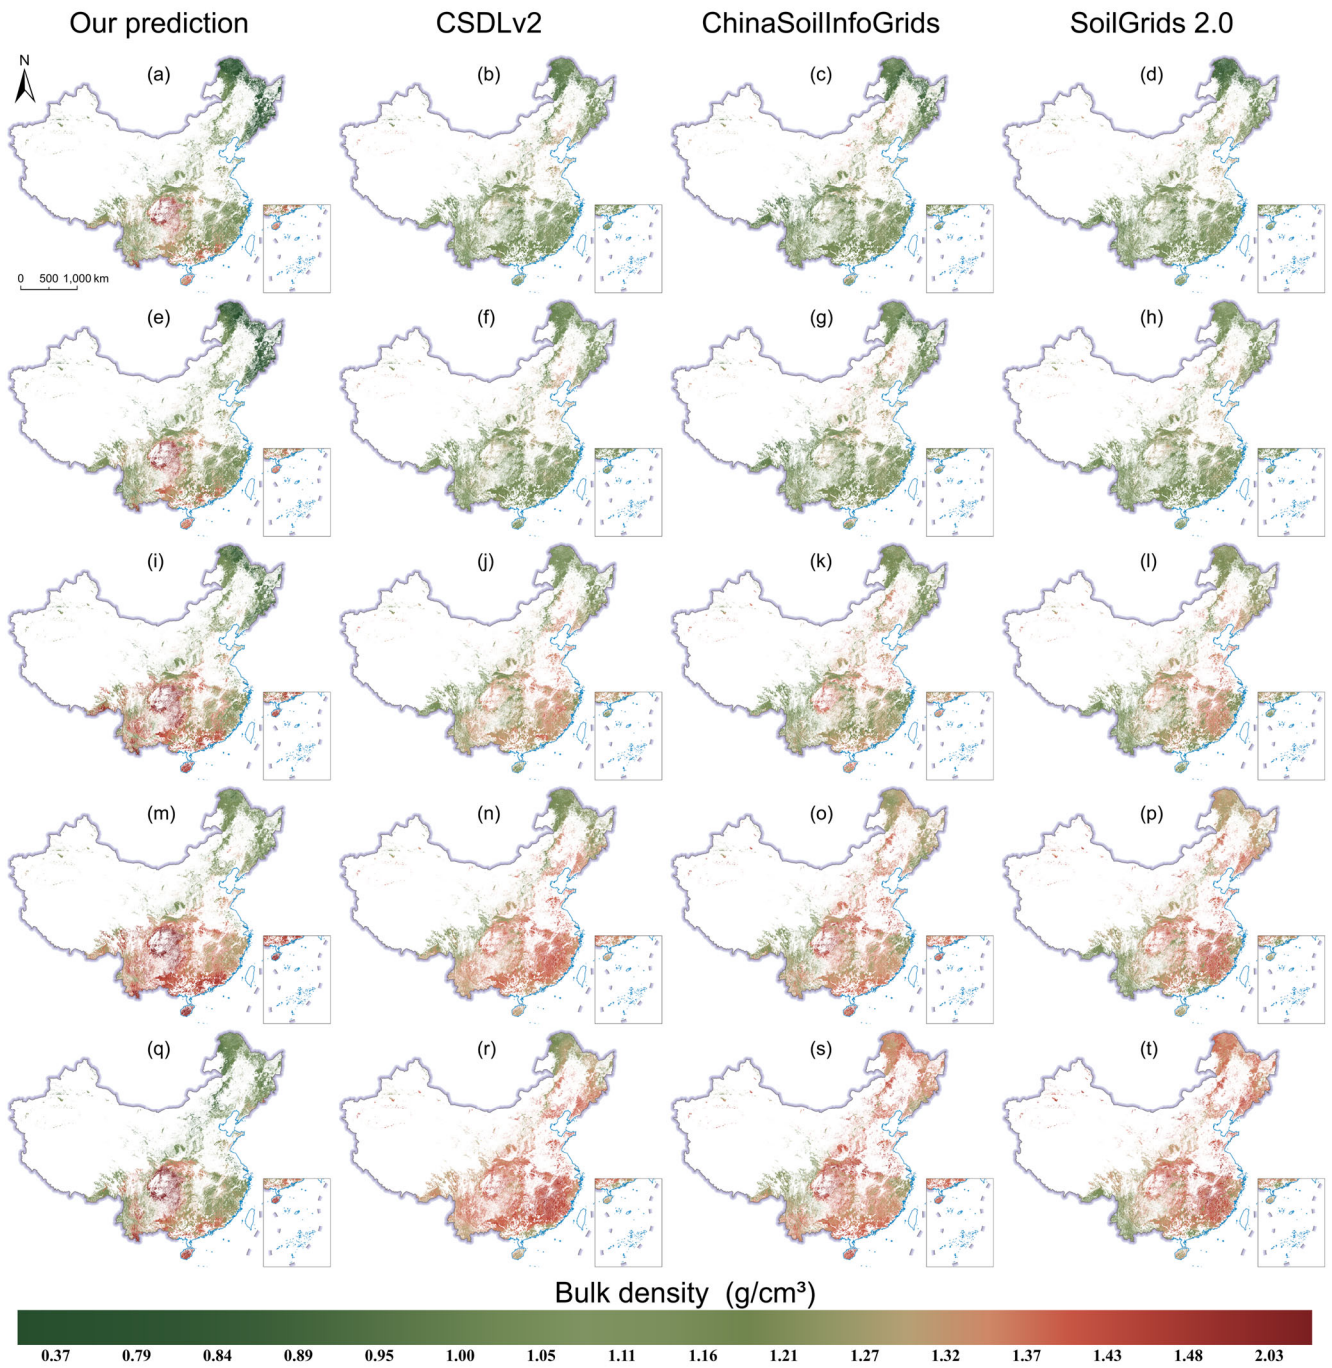 Our prediction CSDLv2 ChinaSoilInfoGrids SoilGrids 2.0
N
(a) (b) (c) (d)
0 500 1,000 km
(e) (f) (g) (h)
(i) (j) (k) (l)
(m) (n) (o) (p)
(q) (r) (s) (t)
Bulk density (g/cm³)
0.37 0.79 0.84 0.89 0.95 1.00 1.05 1.11 1.16 1.21 1.27 1.32 1.37 1.43 1.48 2.03